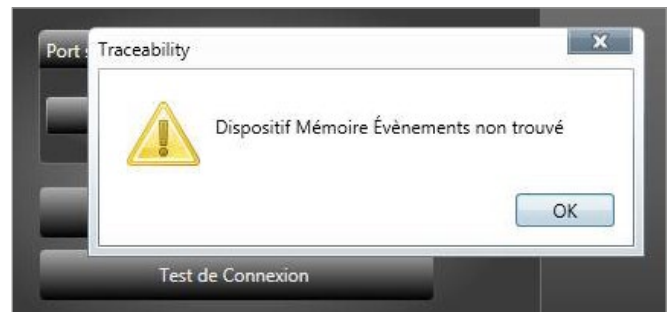 Port
Traceability
Dispositif Mémoire Évènements non trouvé
OK
Test de Connexion